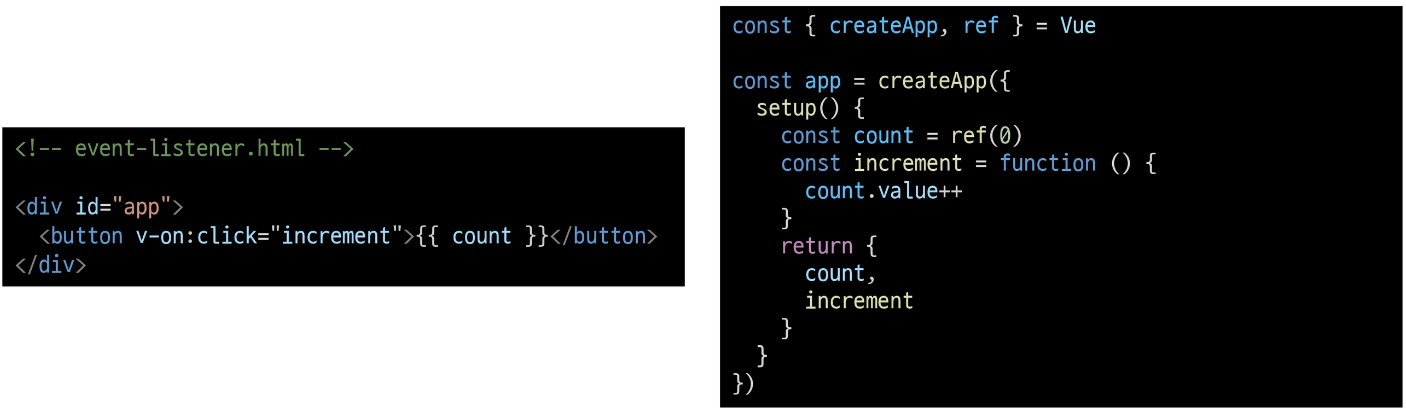 <!-- event-listener.html -->
<div id="app">
  <button v-on:click="increment">{{ count }}</button>
</div>
const { createApp, ref } = Vue
const app = createApp({
  setup() {
    const count = ref(0)
    const increment = function () {
      count.value++
    }
    return {
      count,
      increment
    }
  }
})